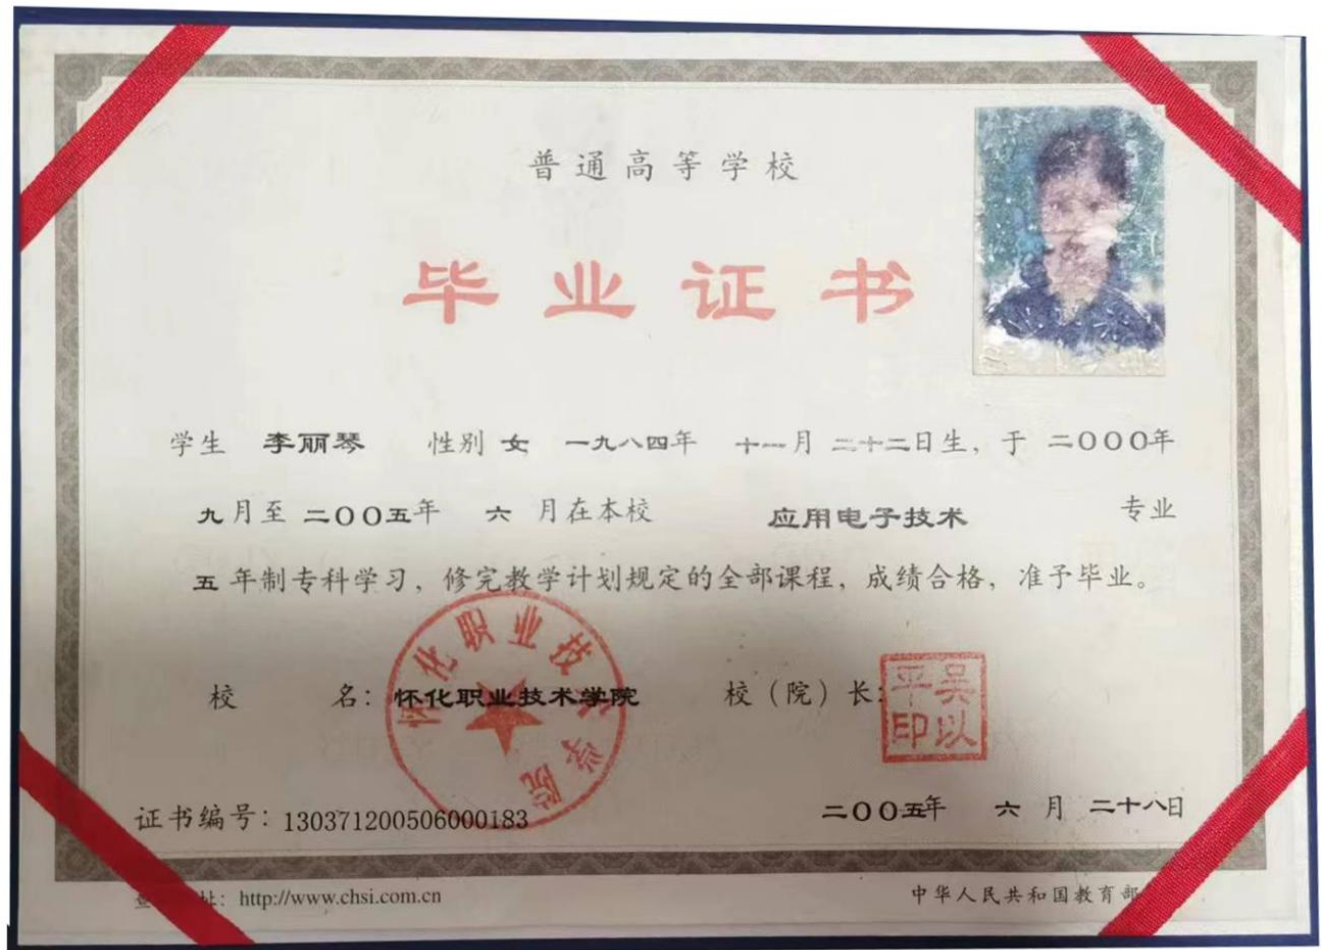 普通高等学校
毕业证书
学生 李丽琴 性别 女 一九八四年 十一月 二十二日生，于 二〇〇〇年
九月至 二〇〇五年 六 月在本校 应用电子技术 专业
五 年制专科学习，修完教学计划规定的全部课程，成绩合格，准予毕业。
校 名：怀化职业技术学院 校（院）长：
怀化职业技术学院
吴以平印
证书编号：130371200506000183 二〇〇五年 六 月 二十八日
址：http://www.chsi.com.cn 中华人民共和国教育部